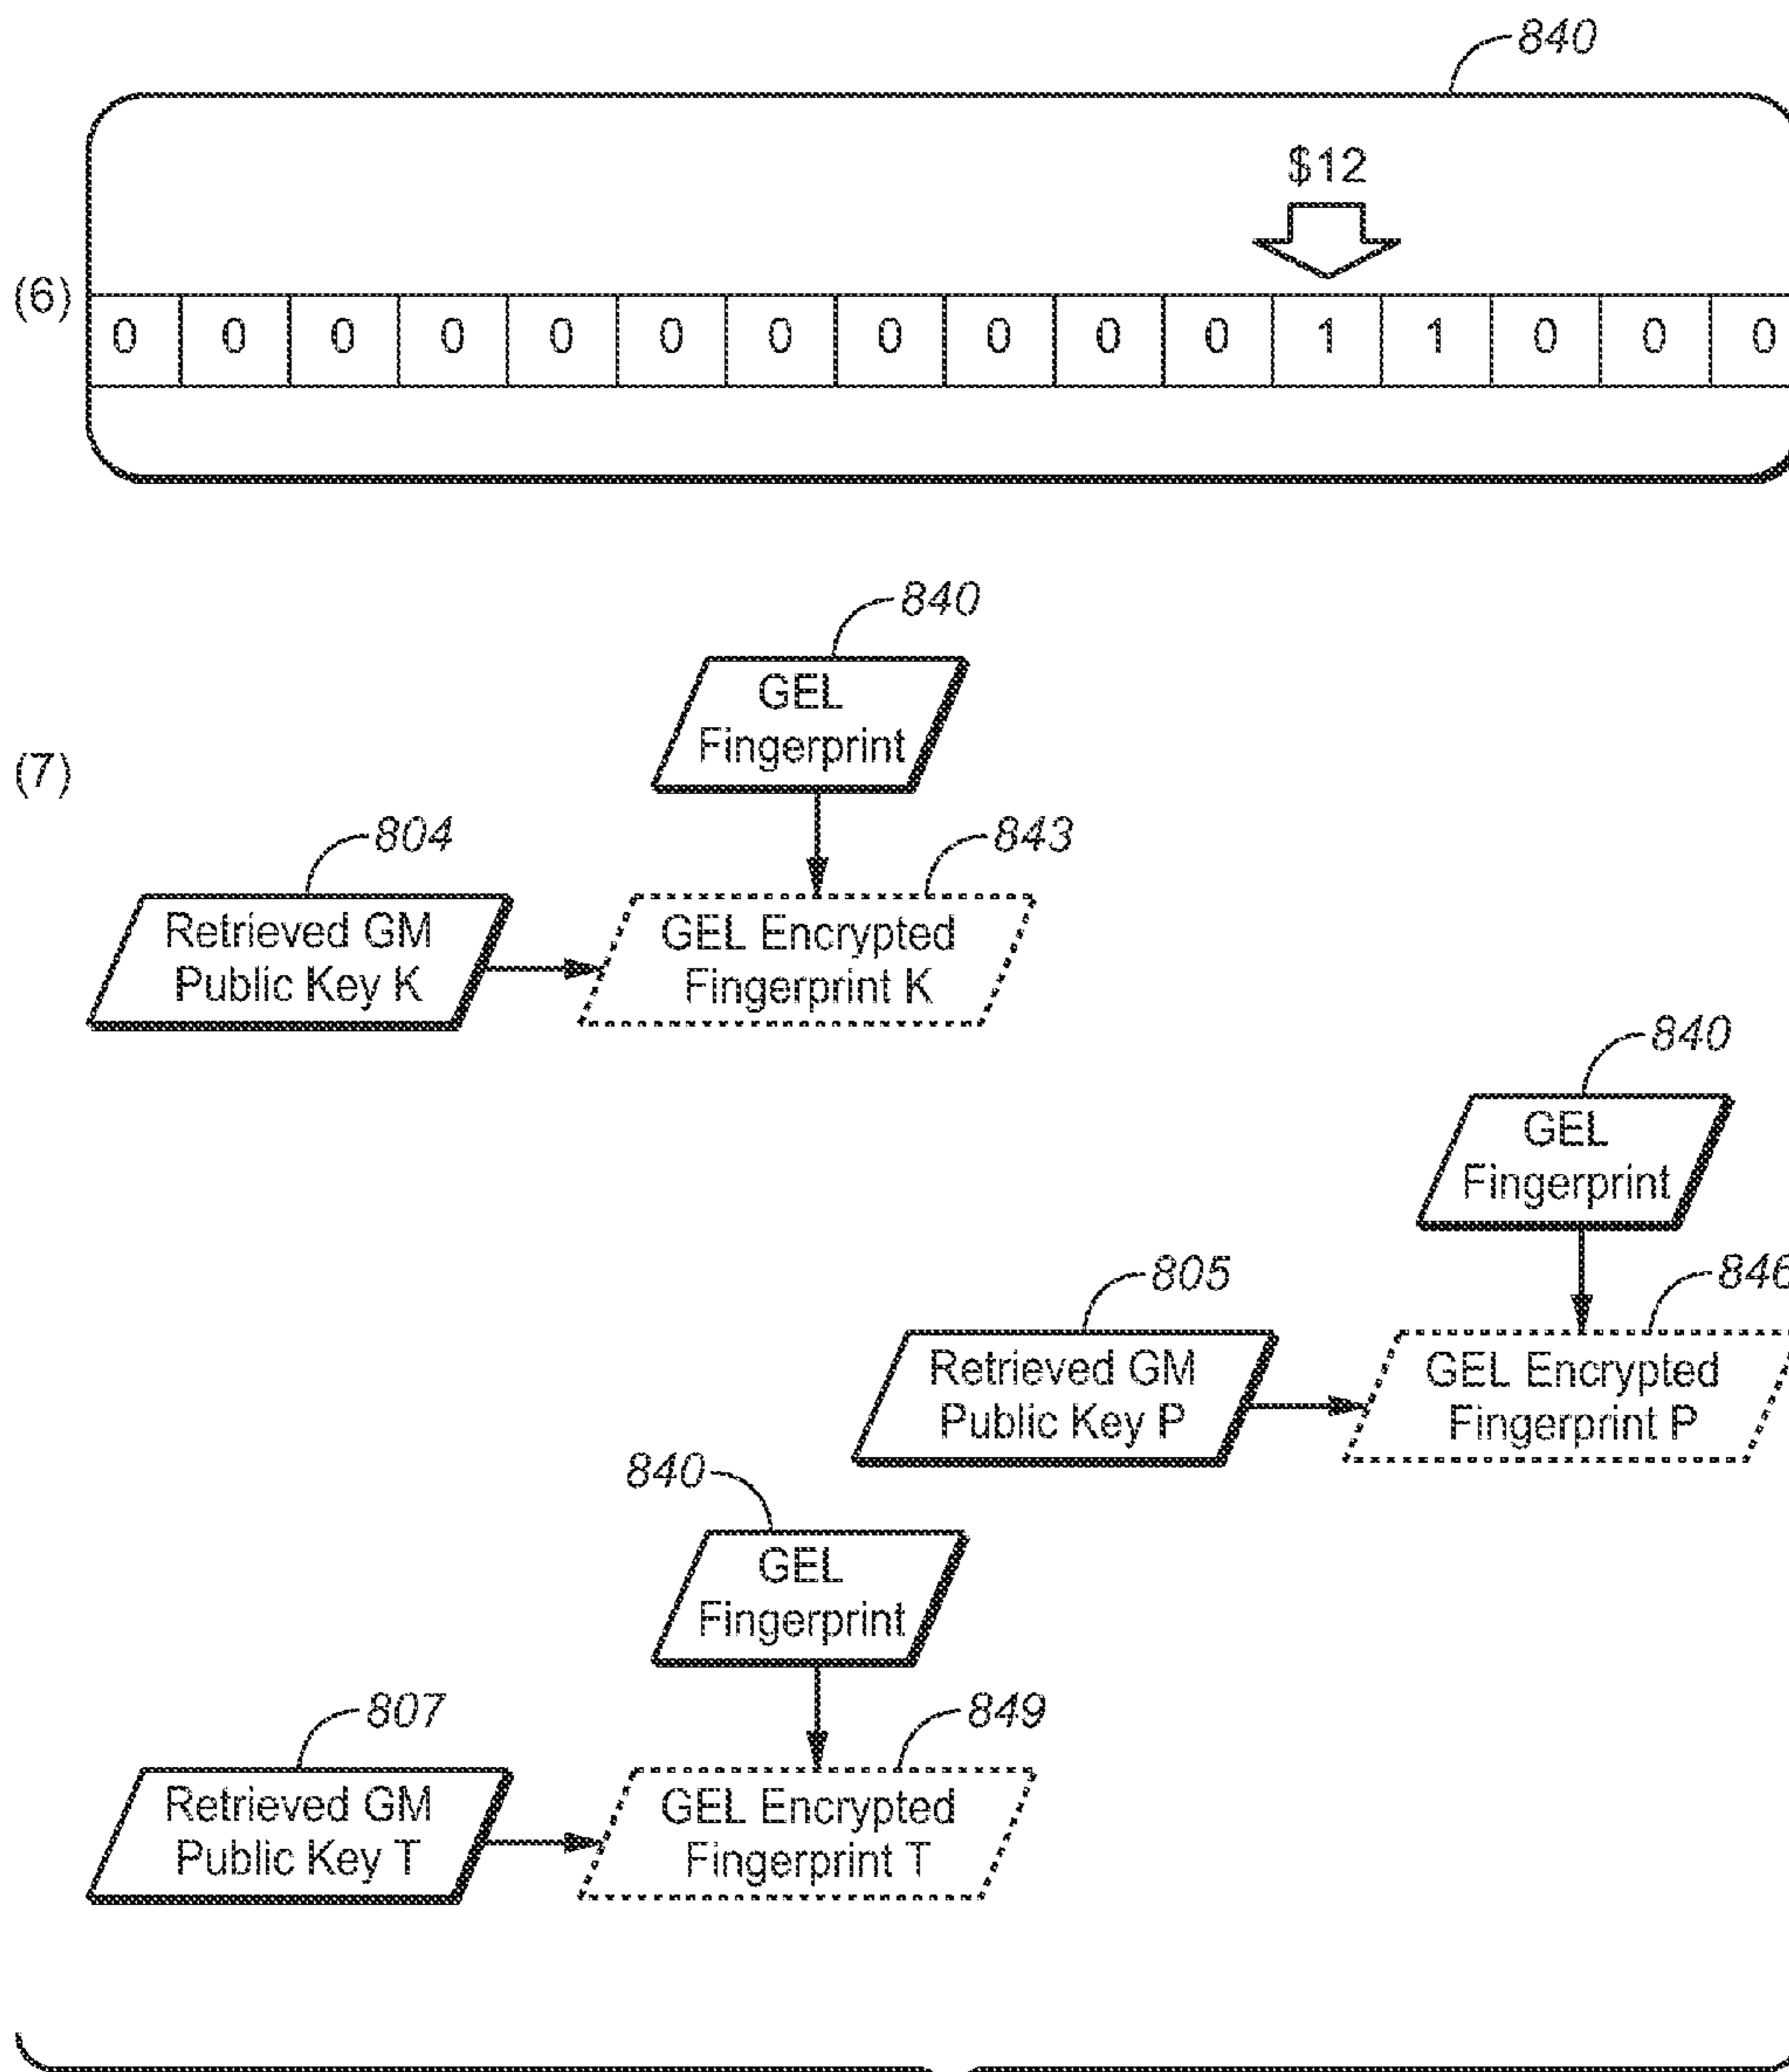 840
$12
(6)
0 0 0 0 0 0 0 0 0 0 0 1 1 0 0 0
840
GEL
Fingerprint
(7)
804
843
Retrieved GM
Public Key K
GEL Encrypted
Fingerprint K
840
GEL
Fingerprint
805
846
Retrieved GM
Public Key P
GEL Encrypted
Fingerprint P
840
GEL
Fingerprint
807
849
Retrieved GM
Public Key T
GEL Encrypted
Fingerprint T